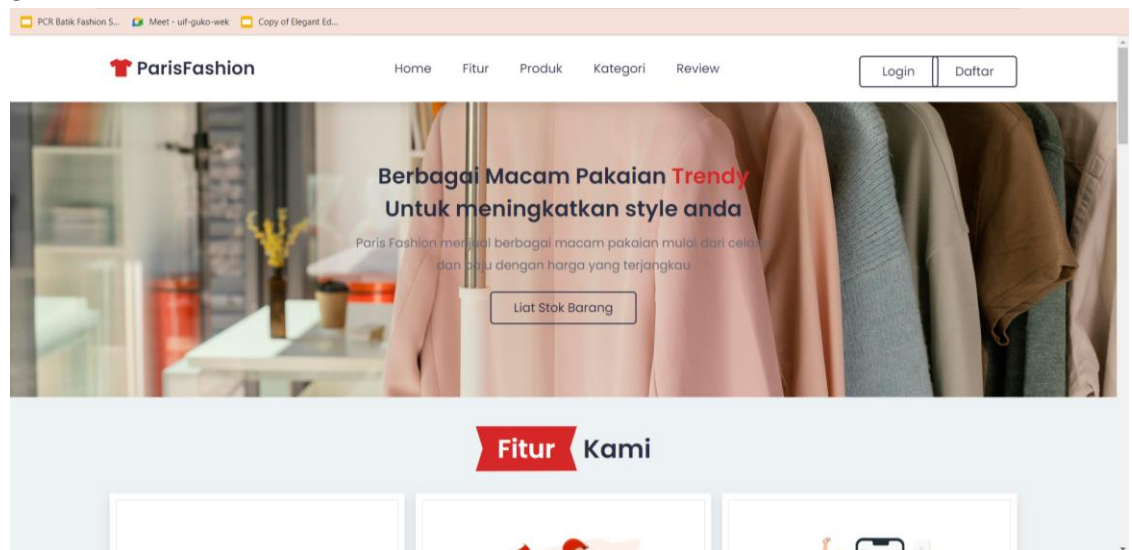 PCR Batik Fashion S...
Meet - uif-guko-wek
Copy of Elegant Ed...
ParisFashion
Home
Fitur
Produk
Kategori
Review
Login
Daftar
Berbagai Macam Pakaian Trendy
Untuk meningkatkan style anda
Paris Fashion menjual berbagai macam pakaian mulai dari celana
dan baju dengan harga yang terjangkau
Liat Stok Barang
Fitur Kami